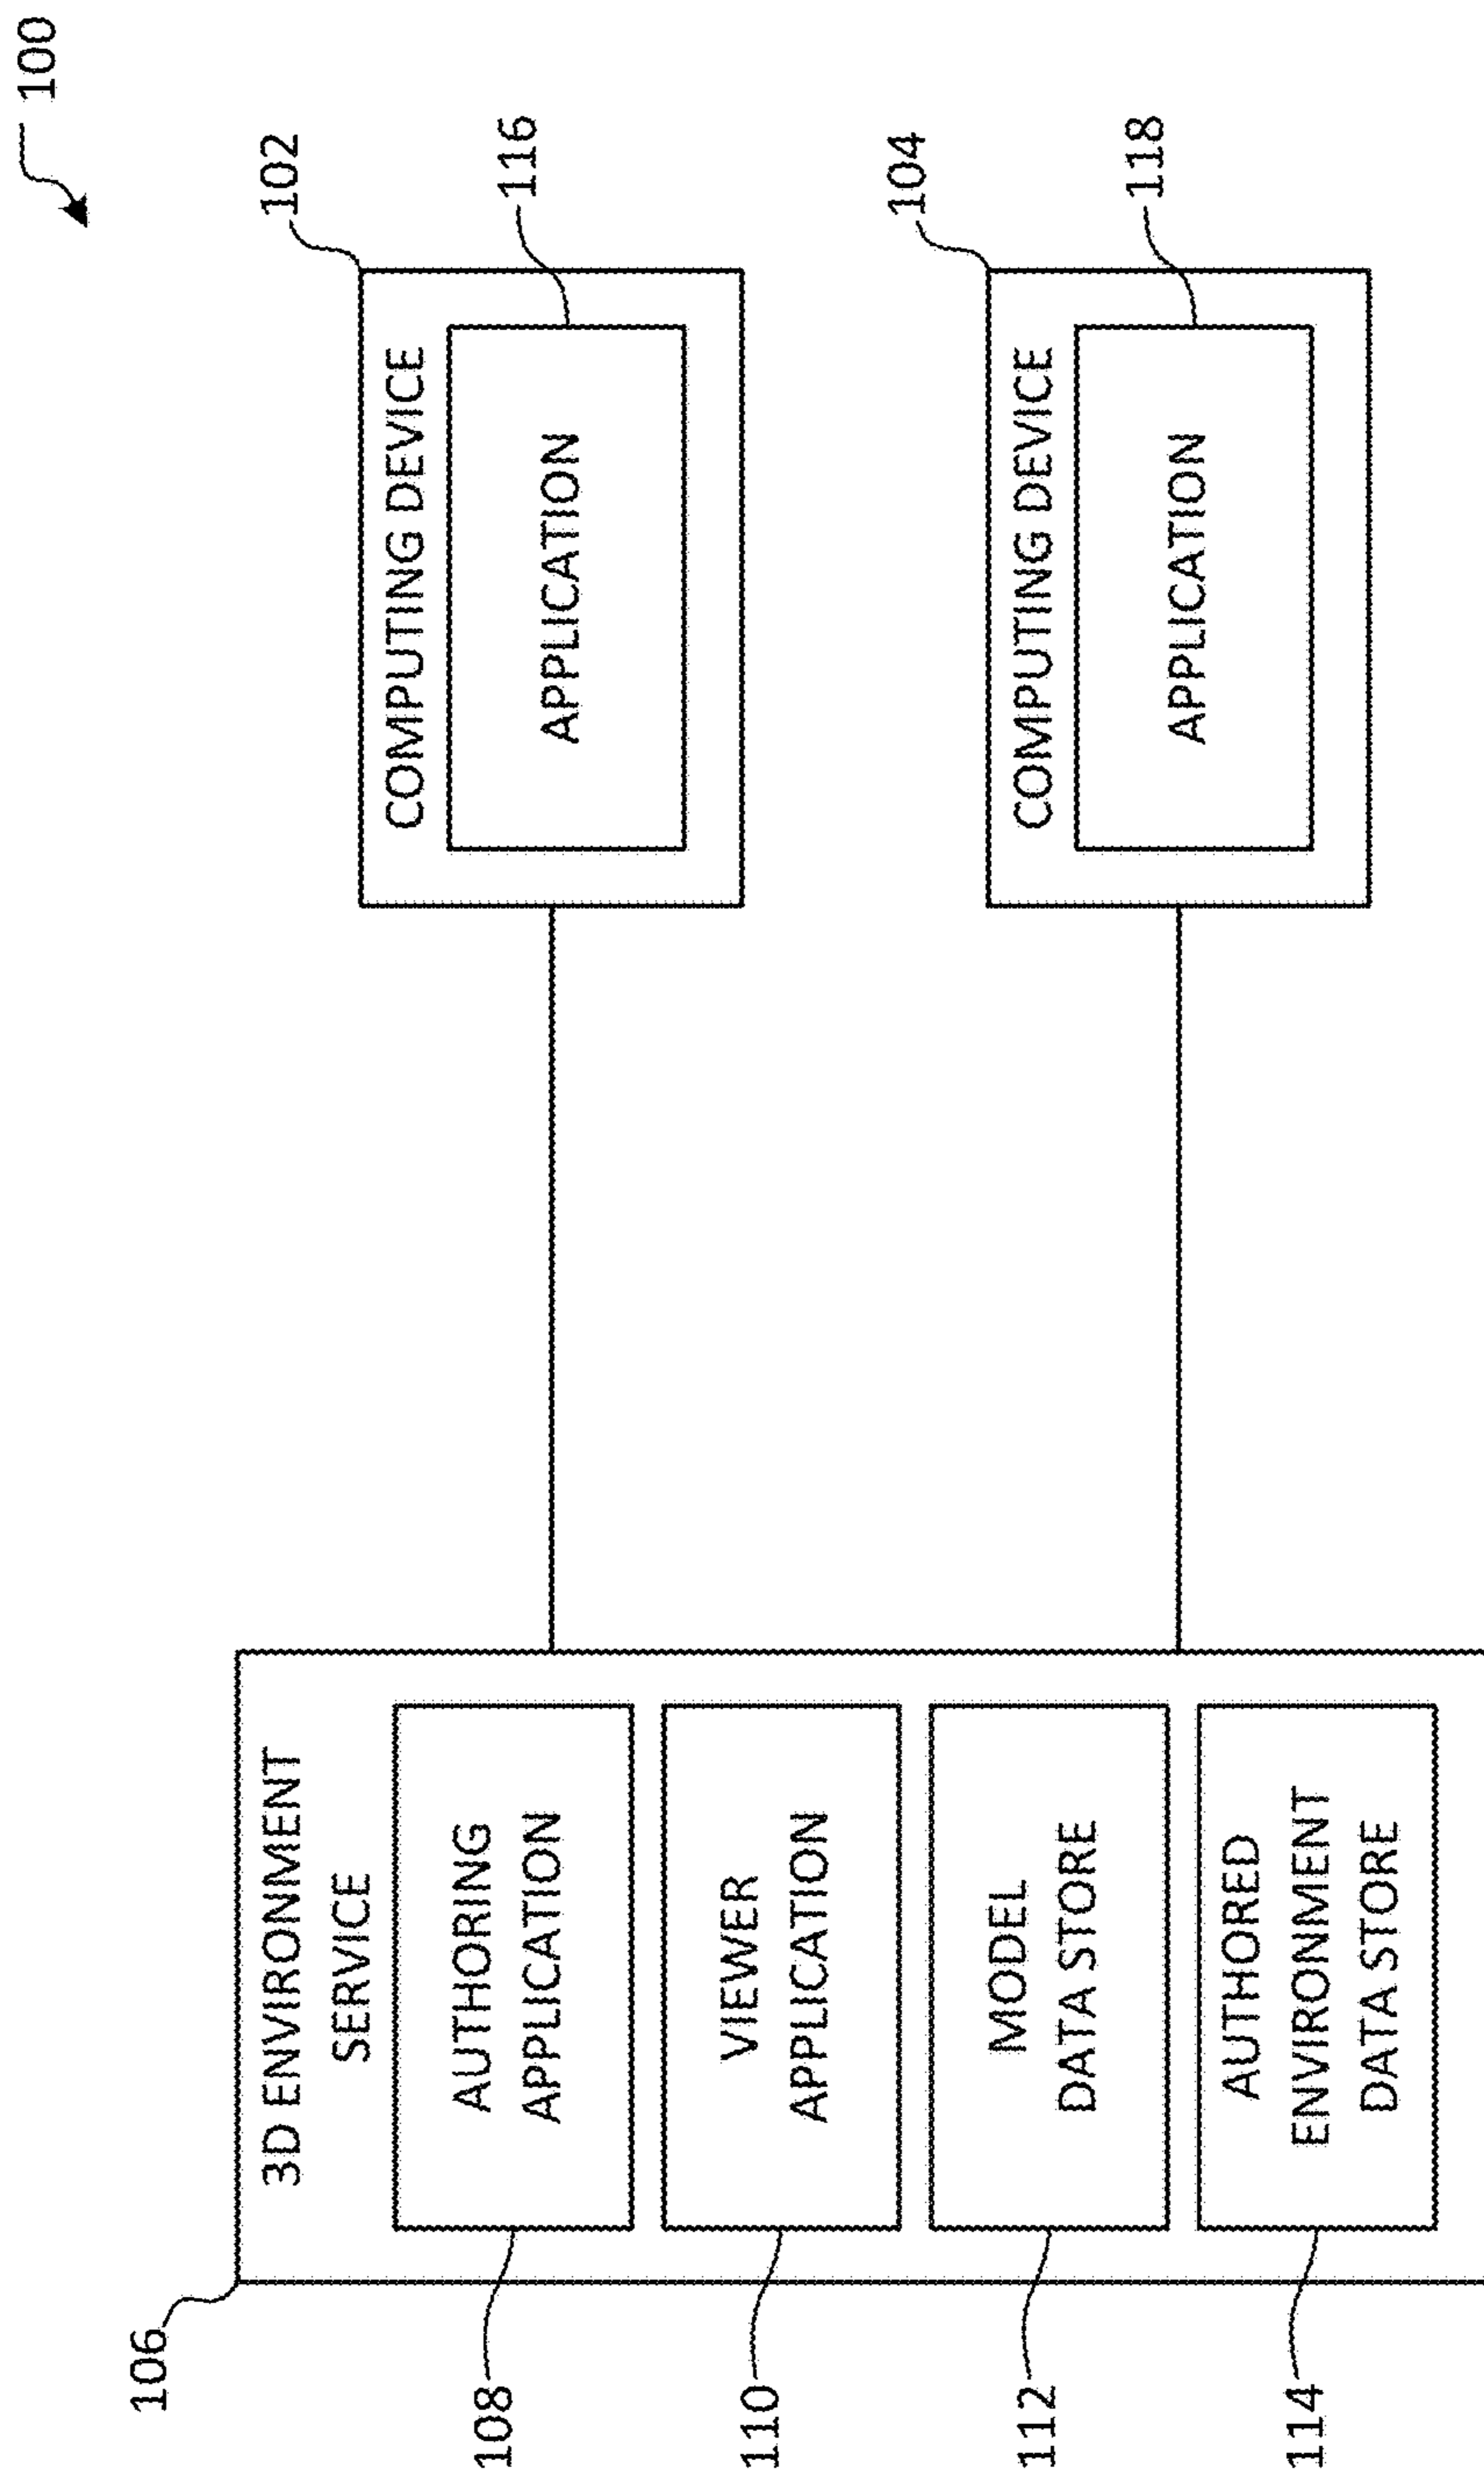 100
106
3D ENVIRONMENT
SERVICE
108
AUTHORING
APPLICATION
110
VIEWER
APPLICATION
112
MODEL
DATA STORE
114
AUTHORED
ENVIRONMENT
DATA STORE
102
COMPUTING DEVICE
116
APPLICATION
104
COMPUTING DEVICE
118
APPLICATION